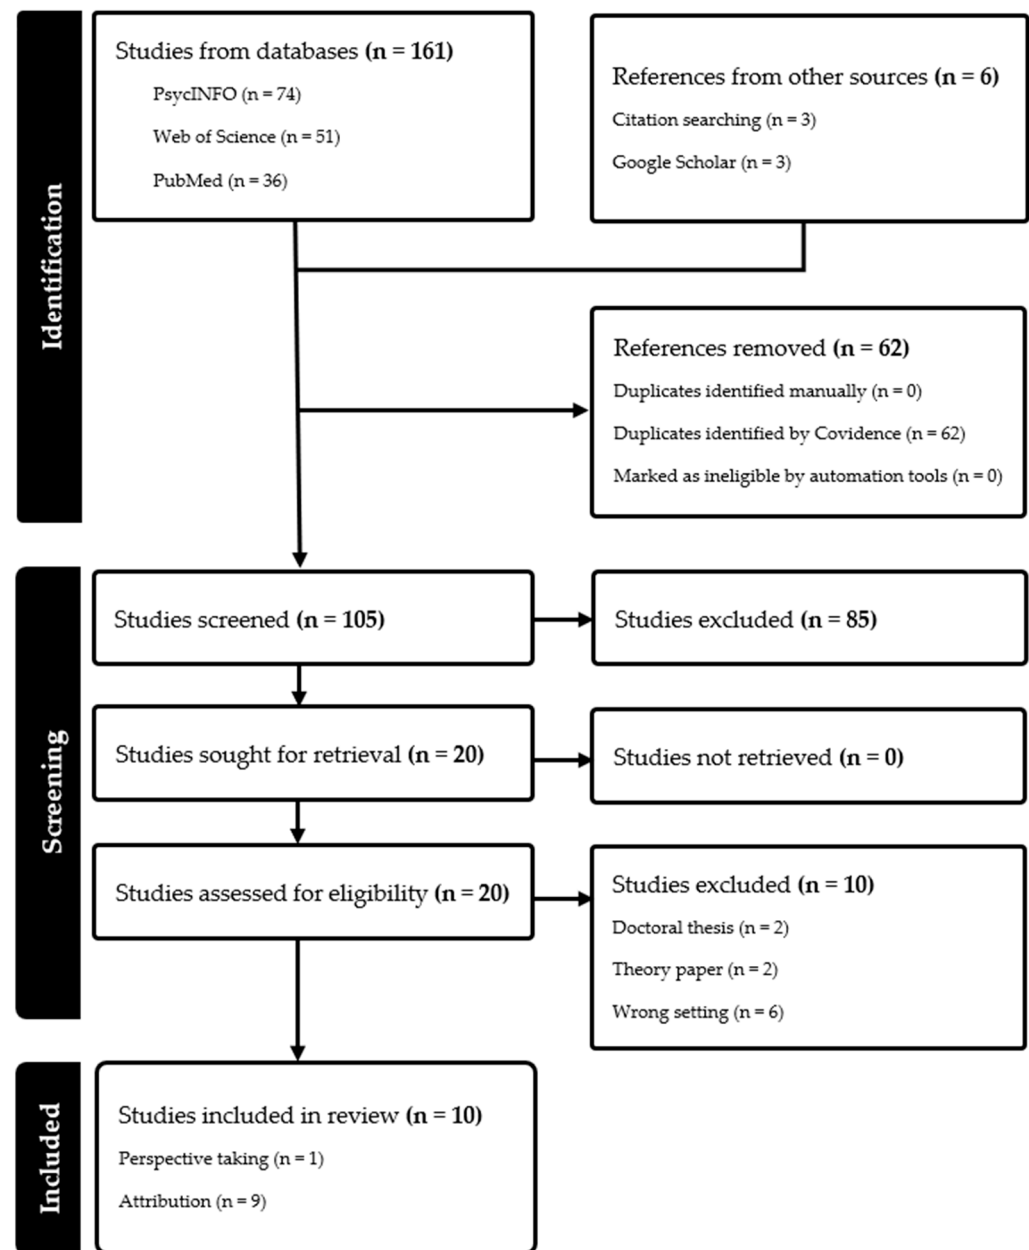 Identification
Studies from databases (n = 161)
PsycINFO (n = 74)
Web of Science (n = 51)
PubMed (n = 36)
References from other sources (n = 6)
Citation searching (n = 3)
Google Scholar (n = 3)
References removed (n = 62)
Duplicates identified manually (n = 0)
Duplicates identified by Covidence (n = 62)
Marked as ineligible by automation tools (n = 0)
Screening
Studies screened (n = 105)
Studies excluded (n = 85)
Studies sought for retrieval (n = 20)
Studies not retrieved (n = 0)
Studies assessed for eligibility (n = 20)
Studies excluded (n = 10)
Doctoral thesis (n = 2)
Theory paper (n = 2)
Wrong setting (n = 6)
Included
Studies included in review (n = 10)
Perspective taking (n = 1)
Attribution (n = 9)